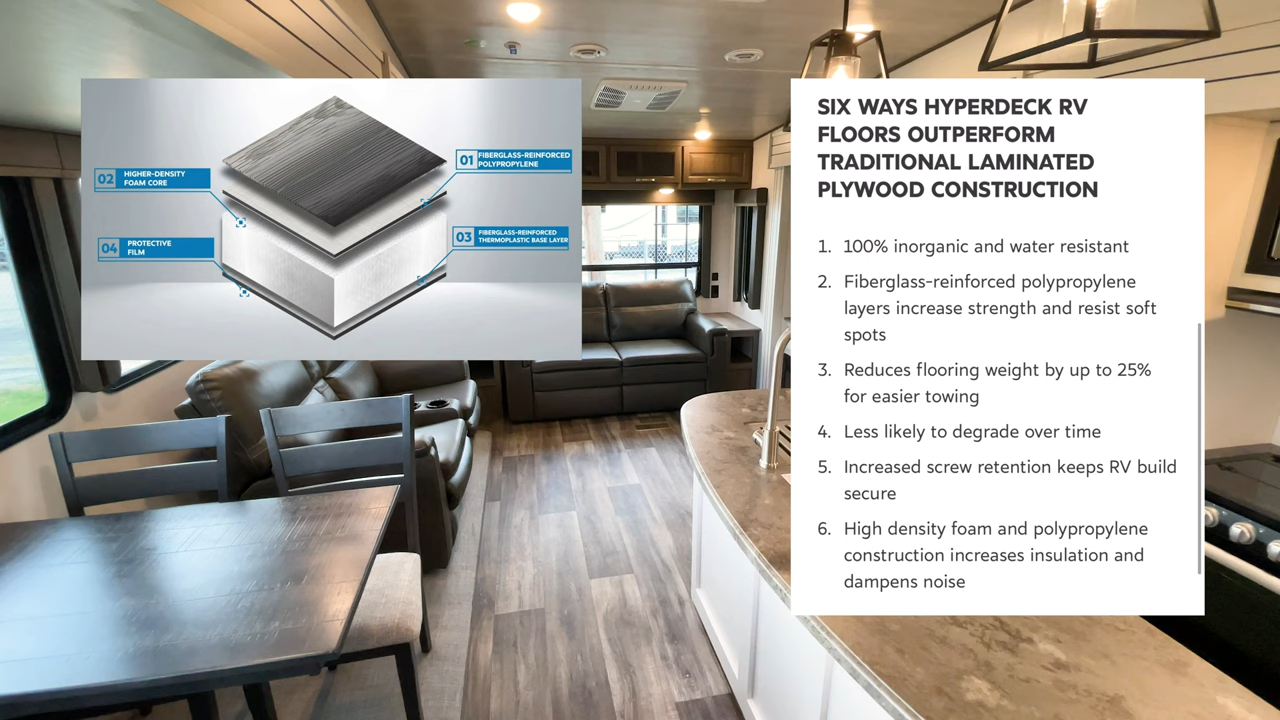 02
HIGHER-DENSITY
FOAM CORE
01
FIBERGLASS-REINFORCED
POLYPROPYLENE
04
PROTECTIVE
FILM
03
FIBERGLASS-REINFORCED
THERMOPLASTIC BASE LAYER
SIX WAYS HYPERDECK RV
FLOORS OUTPERFORM
TRADITIONAL LAMINATED
PLYWOOD CONSTRUCTION
1. 100% inorganic and water resistant
2. Fiberglass-reinforced polypropylene
layers increase strength and resist soft
spots
3. Reduces flooring weight by up to 25%
for easier towing
4. Less likely to degrade over time
5. Increased screw retention keeps RV build
secure
6. High density foam and polypropylene
construction increases insulation and
dampens noise